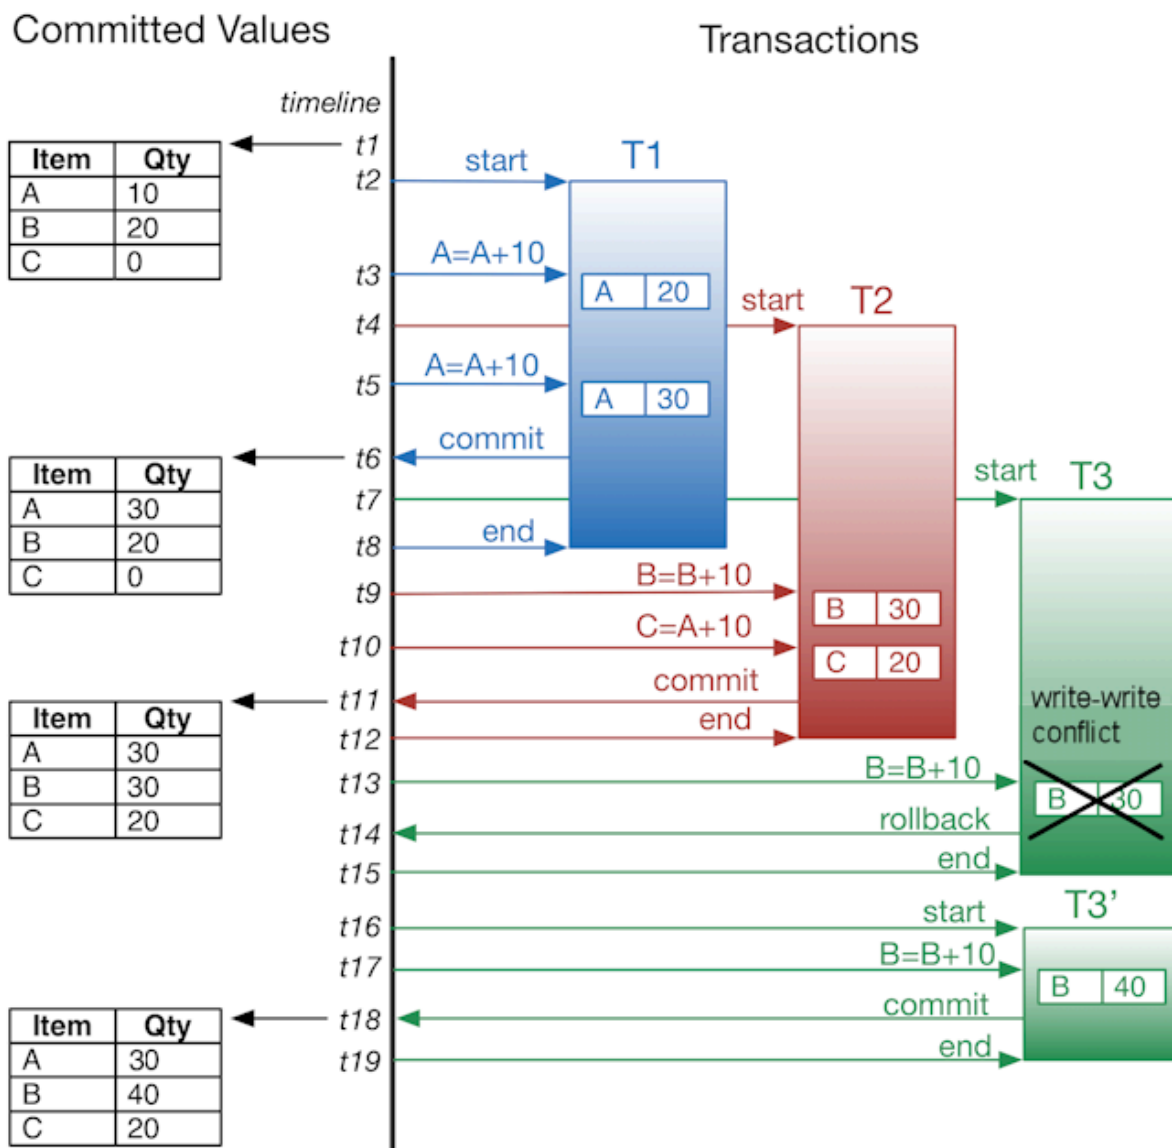 Committed Values
Transactions
timeline
t1
Item Qty
A 10
B 20
C 0
t2
start
T1
t3
A=A+10
A 20
t4
start
T2
t5
A=A+10
A 30
t6
commit
Item Qty
A 30
B 20
C 0
t7
start
T3
t8
end
t9
B=B+10
B 30
t10
C=A+10
C 20
t11
commit
Item Qty
A 30
B 30
C 20
t12
end
write-write
conflict
t13
B=B+10
B 30
t14
rollback
t15
end
T3'
t16
start
t17
B=B+10
B 40
t18
commit
Item Qty
A 30
B 40
C 20
t19
end